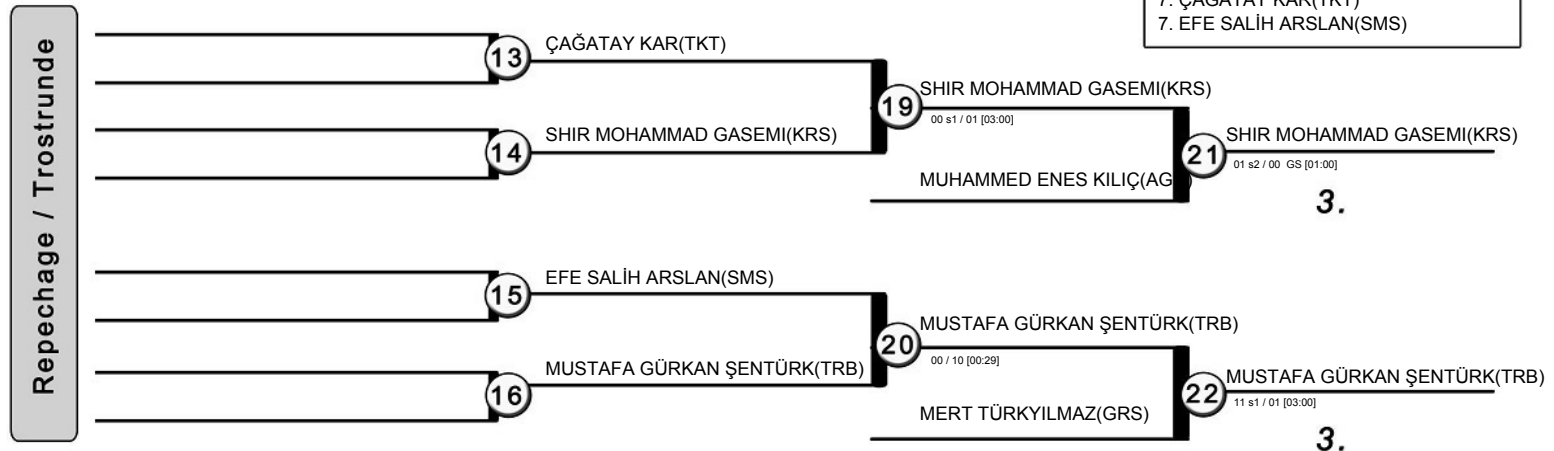 7. ÇAĞATAY KAR(TKT)
7. EFE SALİH ARSLAN(SMS)
Repechage / Trostrunde
13
ÇAĞATAY KAR(TKT)
14
SHIR MOHAMMAD GASEMI(KRS)
19
SHIR MOHAMMAD GASEMI(KRS)
00 s1 / 01 [03:00]
MUHAMMED ENES KILIÇ(AG
21
SHIR MOHAMMAD GASEMI(KRS)
01 s2 / 00 GS [01:00]
3.
15
EFE SALİH ARSLAN(SMS)
16
MUSTAFA GÜRKAN ŞENTÜRK(TRB)
20
MUSTAFA GÜRKAN ŞENTÜRK(TRB)
00 / 10 [00:29]
MERT TÜRKYILMAZ(GRS)
22
MUSTAFA GÜRKAN ŞENTÜRK(TRB)
11 s1 / 01 [03:00]
3.